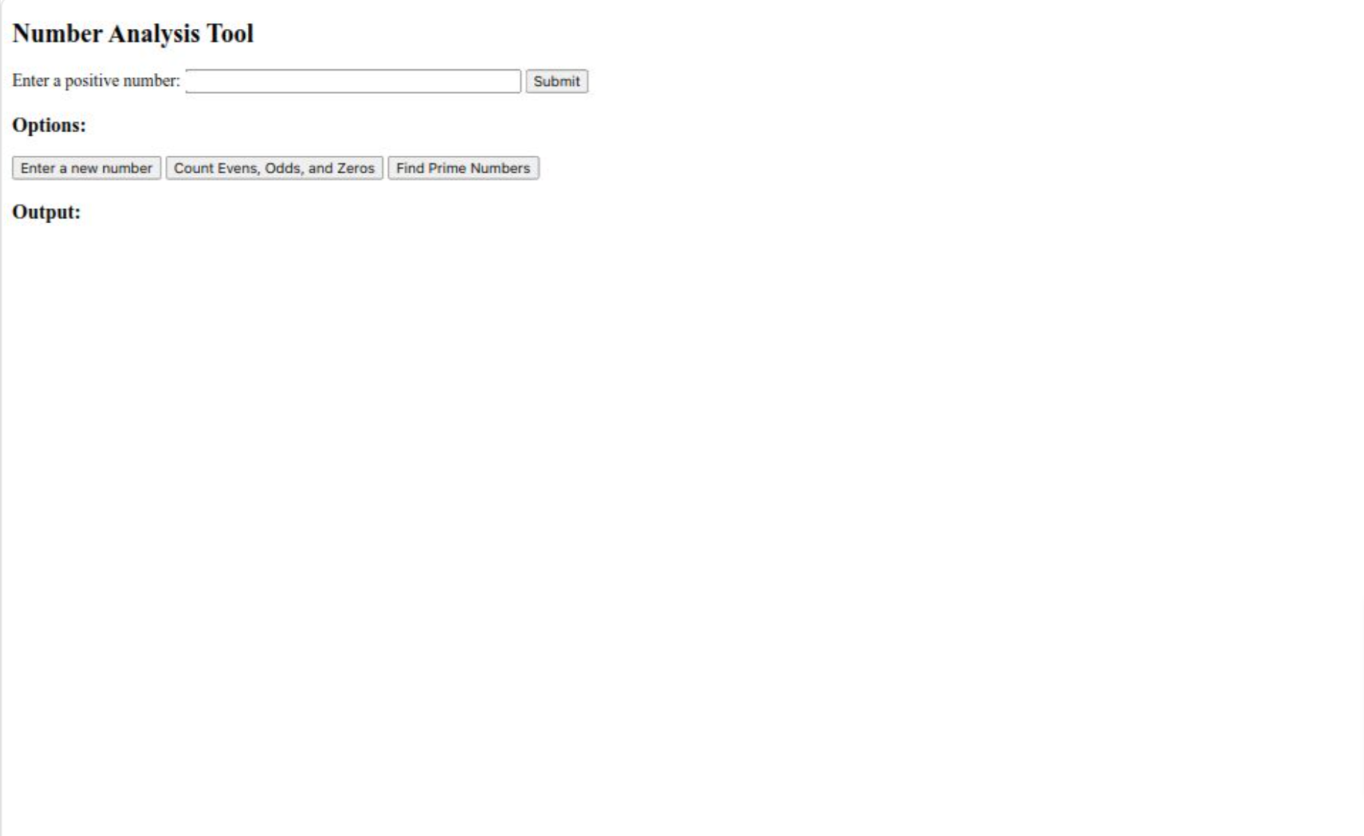 Number Analysis Tool
Enter a positive number: Submit
Options:
Enter a new number Count Evens, Odds, and Zeros Find Prime Numbers
Output: